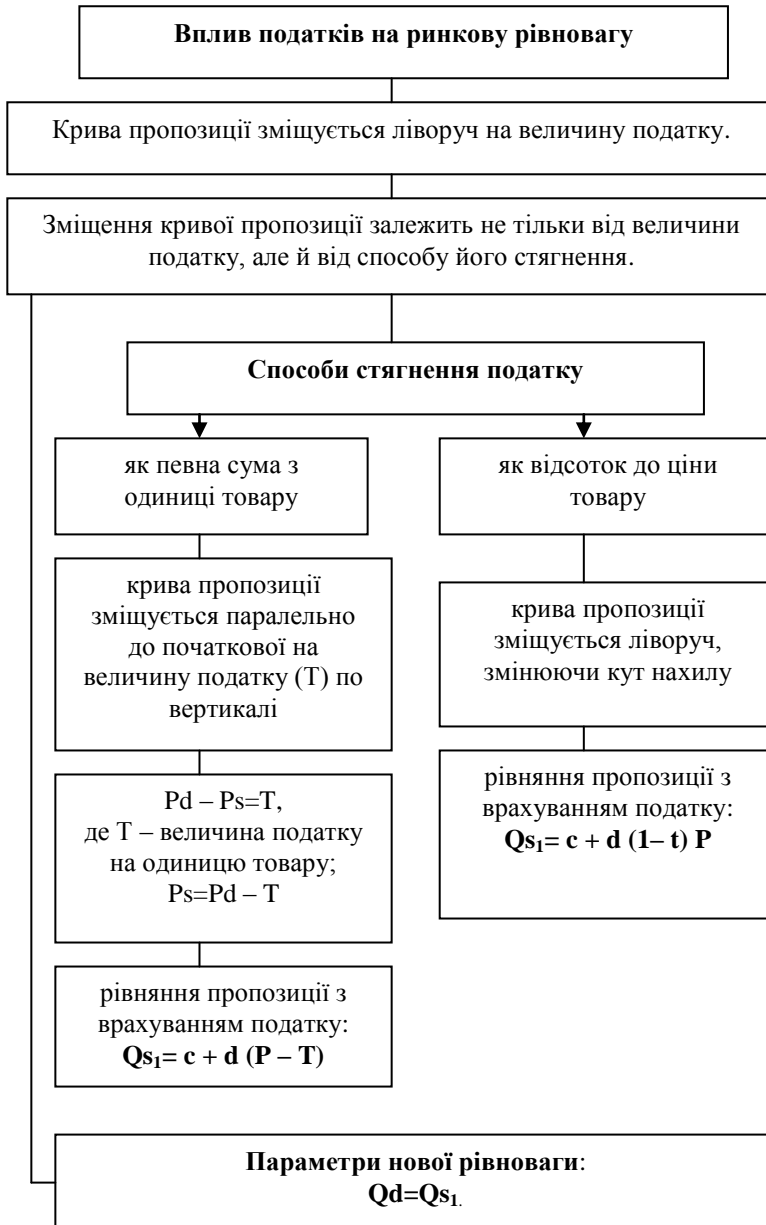 Вплив податків на ринкову рівновагу
Крива пропозиції зміщується ліворуч на величину податку.
Зміщення кривої пропозиції залежить не тільки від величини
податку, але й від способу його стягнення.
Способи стягнення податку
як певна сума з
одиниці товару
крива пропозиції
зміщується паралельно
до початкової на
величину податку (Т) по
вертикалі
Pd – Ps=T,
де Т – величина податку
на одиницю товару;
Ps=Pd – T
рівняння пропозиції з
врахуванням податку:
Qs₁= c + d (P – T)
як відсоток до ціни
товару
крива пропозиції
зміщується ліворуч,
змінюючи кут нахилу
рівняння пропозиції з
врахуванням податку:
Qs₁= c + d (1– t) P
Параметри нової рівноваги:
Qd=Qs₁.